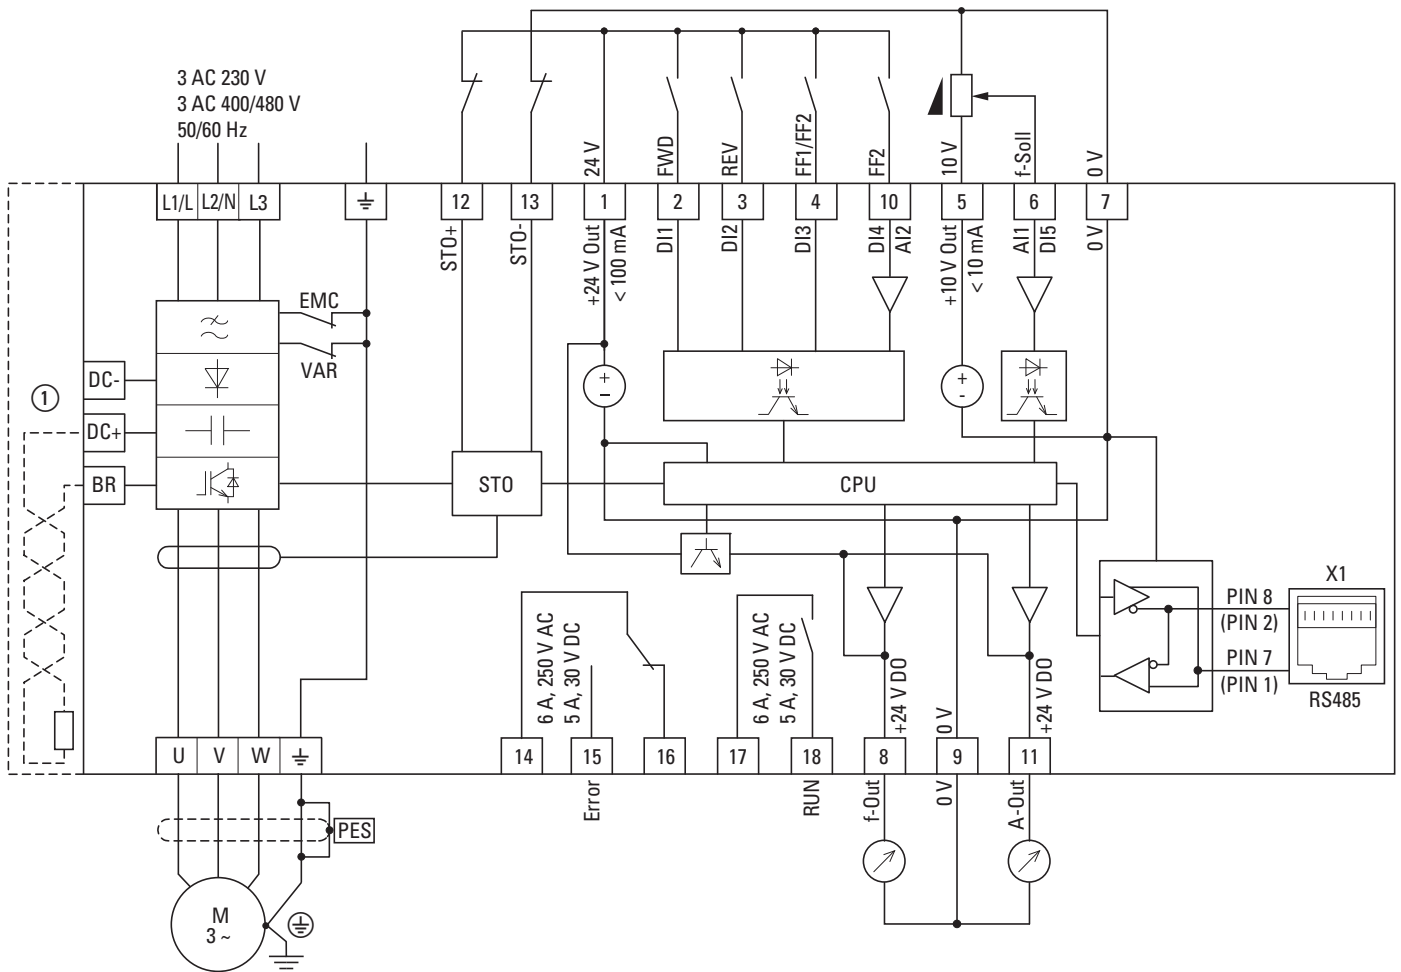 3 AC 230 V
3 AC 400/480 V
50/60 Hz
24 V
FWD
REV
FF1/FF2
FF2
10 V
f-Soll
0 V
L1/L
L2/N
L3
12
13
1
2
3
4
10
5
6
7
STO+
STO-
+24 V Out
< 100 mA
DI1
DI2
DI3
DI4
AI2
+10 V Out
< 10 mA
AI1
DI5
0 V
EMC
VAR
+
−
+
-
DC-
DC+
BR
1
STO
CPU
X1
PIN 8
(PIN 2)
PIN 7
(PIN 1)
RS485
6 A, 250 V AC
5 A, 30 V DC
6 A, 250 V AC
5 A, 30 V DC
+24 V DO
0 V
+24 V DO
U
V
W
14
15
16
17
18
8
9
11
Error
RUN
f-Out
0 V
A-Out
PES
M
3 ~